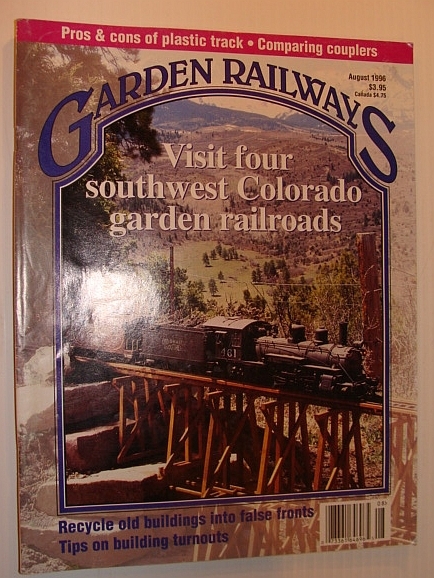 Pros & cons of plastic track • Comparing couplers
GARDEN RAILWAYS
August 1996
$3.95
Canada $4.75
Visit four
southwest Colorado
garden railroads
461
Recycle old buildings into false fronts
Tips on building turnouts